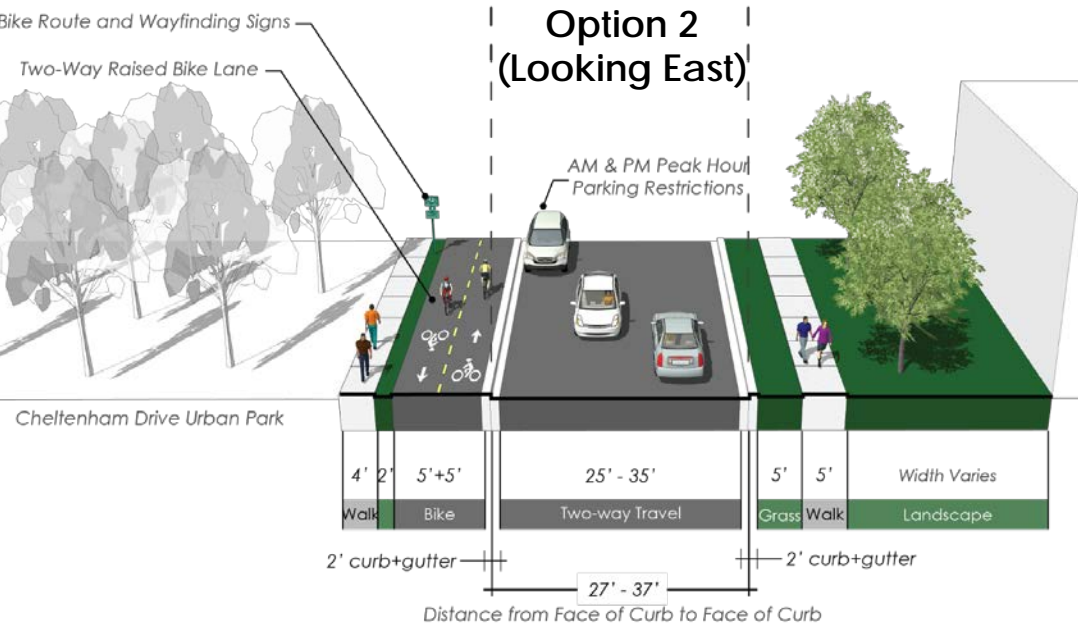 Bike Route and Wayfinding Signs
Option 2
(Looking East)
Two-Way Raised Bike Lane
AM & PM Peak Hour
Parking Restrictions
Cheltenham Drive Urban Park
4' 2' 5'+5' 25' - 35' 5' 5' Width Varies
Walk Bike Two-way Travel Grass Walk Landscape
2' curb+gutter 2' curb+gutter
27' - 37'
Distance from Face of Curb to Face of Curb